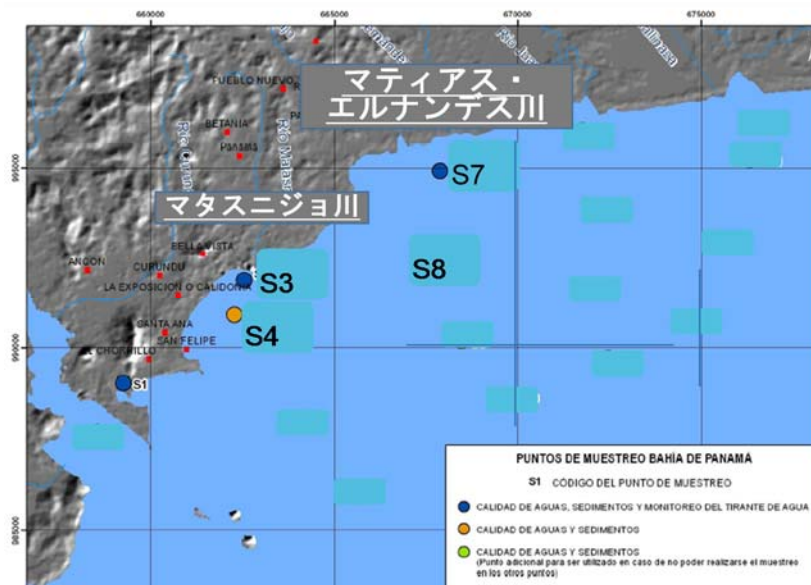 660000
665000
670000
675000
Río Jua
PUEBLO NUEVO
マティアス・
エルナンデス川
BETANIA
Panamá
995000
S7
マタスニジョ川
BELLA VISTA
S8
ANCON
CURUNDU
S3
LA EXPOSICION O CALIDONIA
S4
SANTA ANA
SAN FELIPE
990000
EL CHORRILLO
S1
PUNTOS DE MUESTREO BAHÍA DE PANAMÁ
S1 CÓDIGO DEL PUNTO DE MUESTREO
CALIDAD DE AGUAS, SEDIMENTOS Y MONITOREO DEL TIRANTE DE AGUA
CALIDAD DE AGUAS Y SEDIMENTOS
CALIDAD DE AGUAS Y SEDIMENTOS
(Punto adicional para ser utilizado en caso de no poder realizarse el muestreo
en los otros puntos)
985000